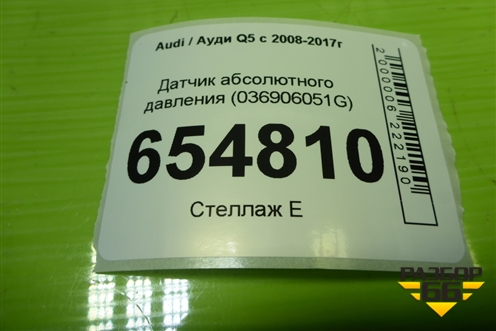 Audi / Ауди Q5 с 2008-2017г
Датчик абсолютного
давления (036906051G)
654810
Стеллаж Е
2000006222190
РАЗБОР
66